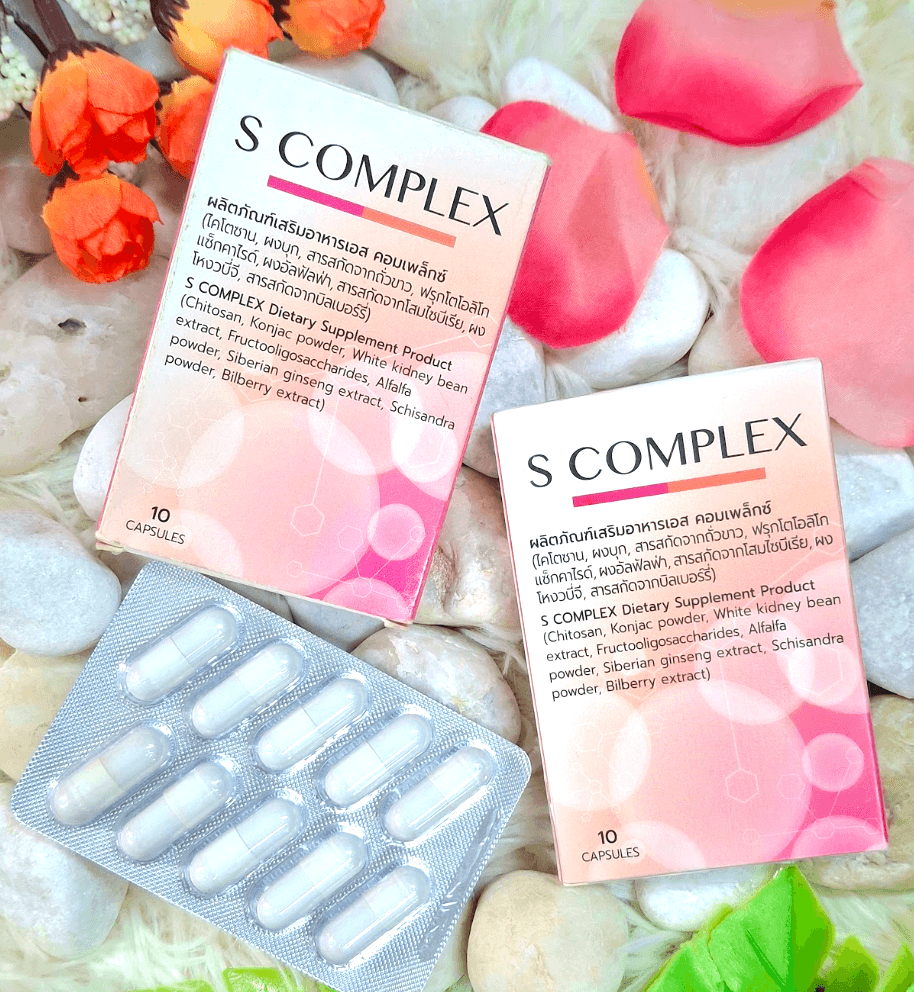 S COMPLEX
ผลิตภัณฑ์เสริมอาหารเอส คอมเพล็กซ์
(ไคโตซาน, ผงบุก, สารสกัดจากถั่วขาว, ฟรุกโตโอลิโก
แซ็กคาไรด์, ผงอัลฟัลฟ่า, สารสกัดจากโสมไซบีเรีย, ผง
โหงวบี่จี, สารสกัดจากบิลเบอร์รี่)
S COMPLEX Dietary Supplement Product
(Chitosan, Konjac powder, White kidney bean
extract, Fructooligosaccharides, Alfalfa
powder, Siberian ginseng extract, Schisandra
powder, Bilberry extract)
10
CAPSULES
S COMPLEX
ผลิตภัณฑ์เสริมอาหารเอส คอมเพล็กซ์
(ไคโตซาน, ผงบุก, สารสกัดจากถั่วขาว, ฟรุกโตโอลิโก
แซ็กคาไรด์, ผงอัลฟัลฟ่า, สารสกัดจากโสมไซบีเรีย, ผง
โหงวบี่จี, สารสกัดจากบิลเบอร์รี่)
S COMPLEX Dietary Supplement Product
(Chitosan, Konjac powder, White kidney bean
extract, Fructooligosaccharides, Alfalfa
powder, Siberian ginseng extract, Schisandra
powder, Bilberry extract)
10
CAPSULES